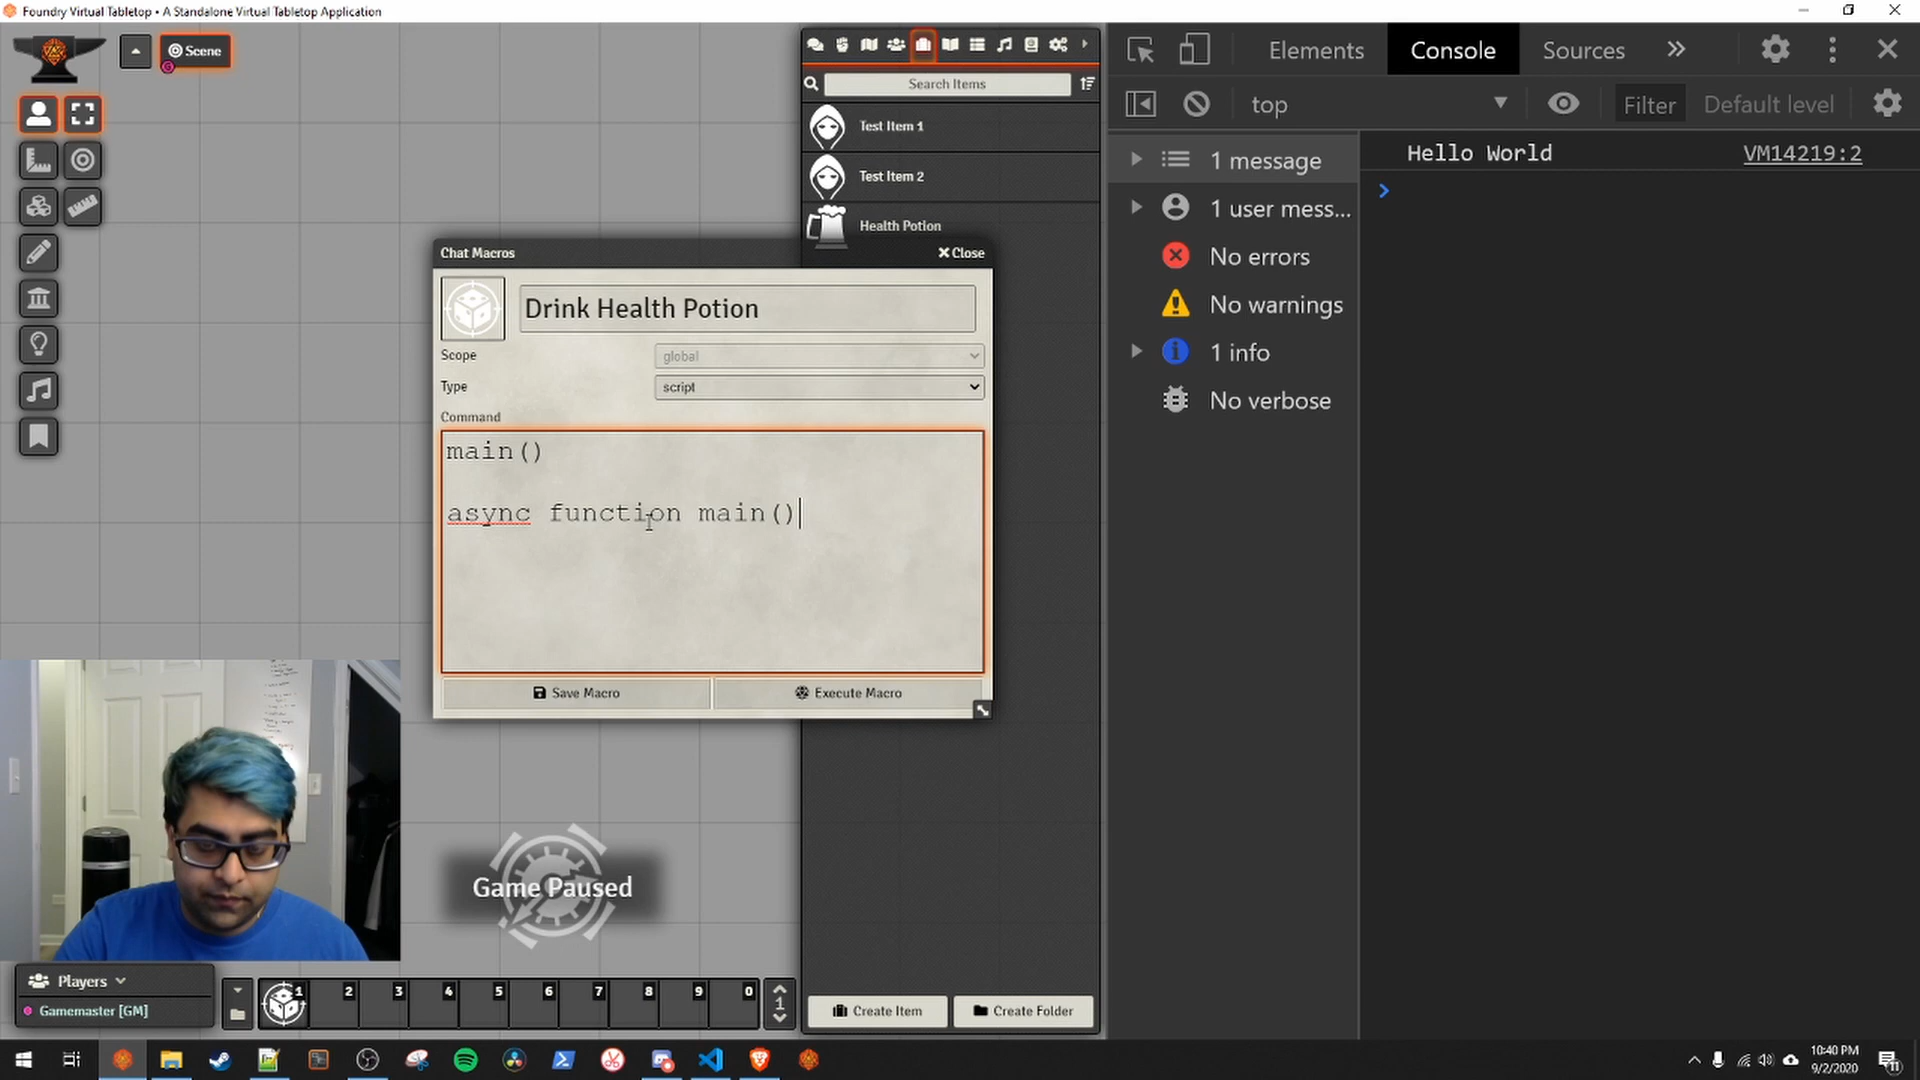 Foundry Virtual Tabletop • A Standalone Virtual Tabletop Application
Scene
Search Items
Test Item 1
Test Item 2
Health Potion
Chat Macros
Close
Drink Health Potion
Scope
global
Type
script
Command
main()
async function main()
Save Macro
Execute Macro
Game Paused
Players
Gamemaster [GM]
1
2
3
4
5
6
7
8
9
0
1
Create Item
Create Folder
Elements
Console
Sources
top
Filter
Default level
1 message
1 user mess...
No errors
No warnings
1 info
No verbose
Hello World
VM14219:2
10:40 PM
9/2/2020